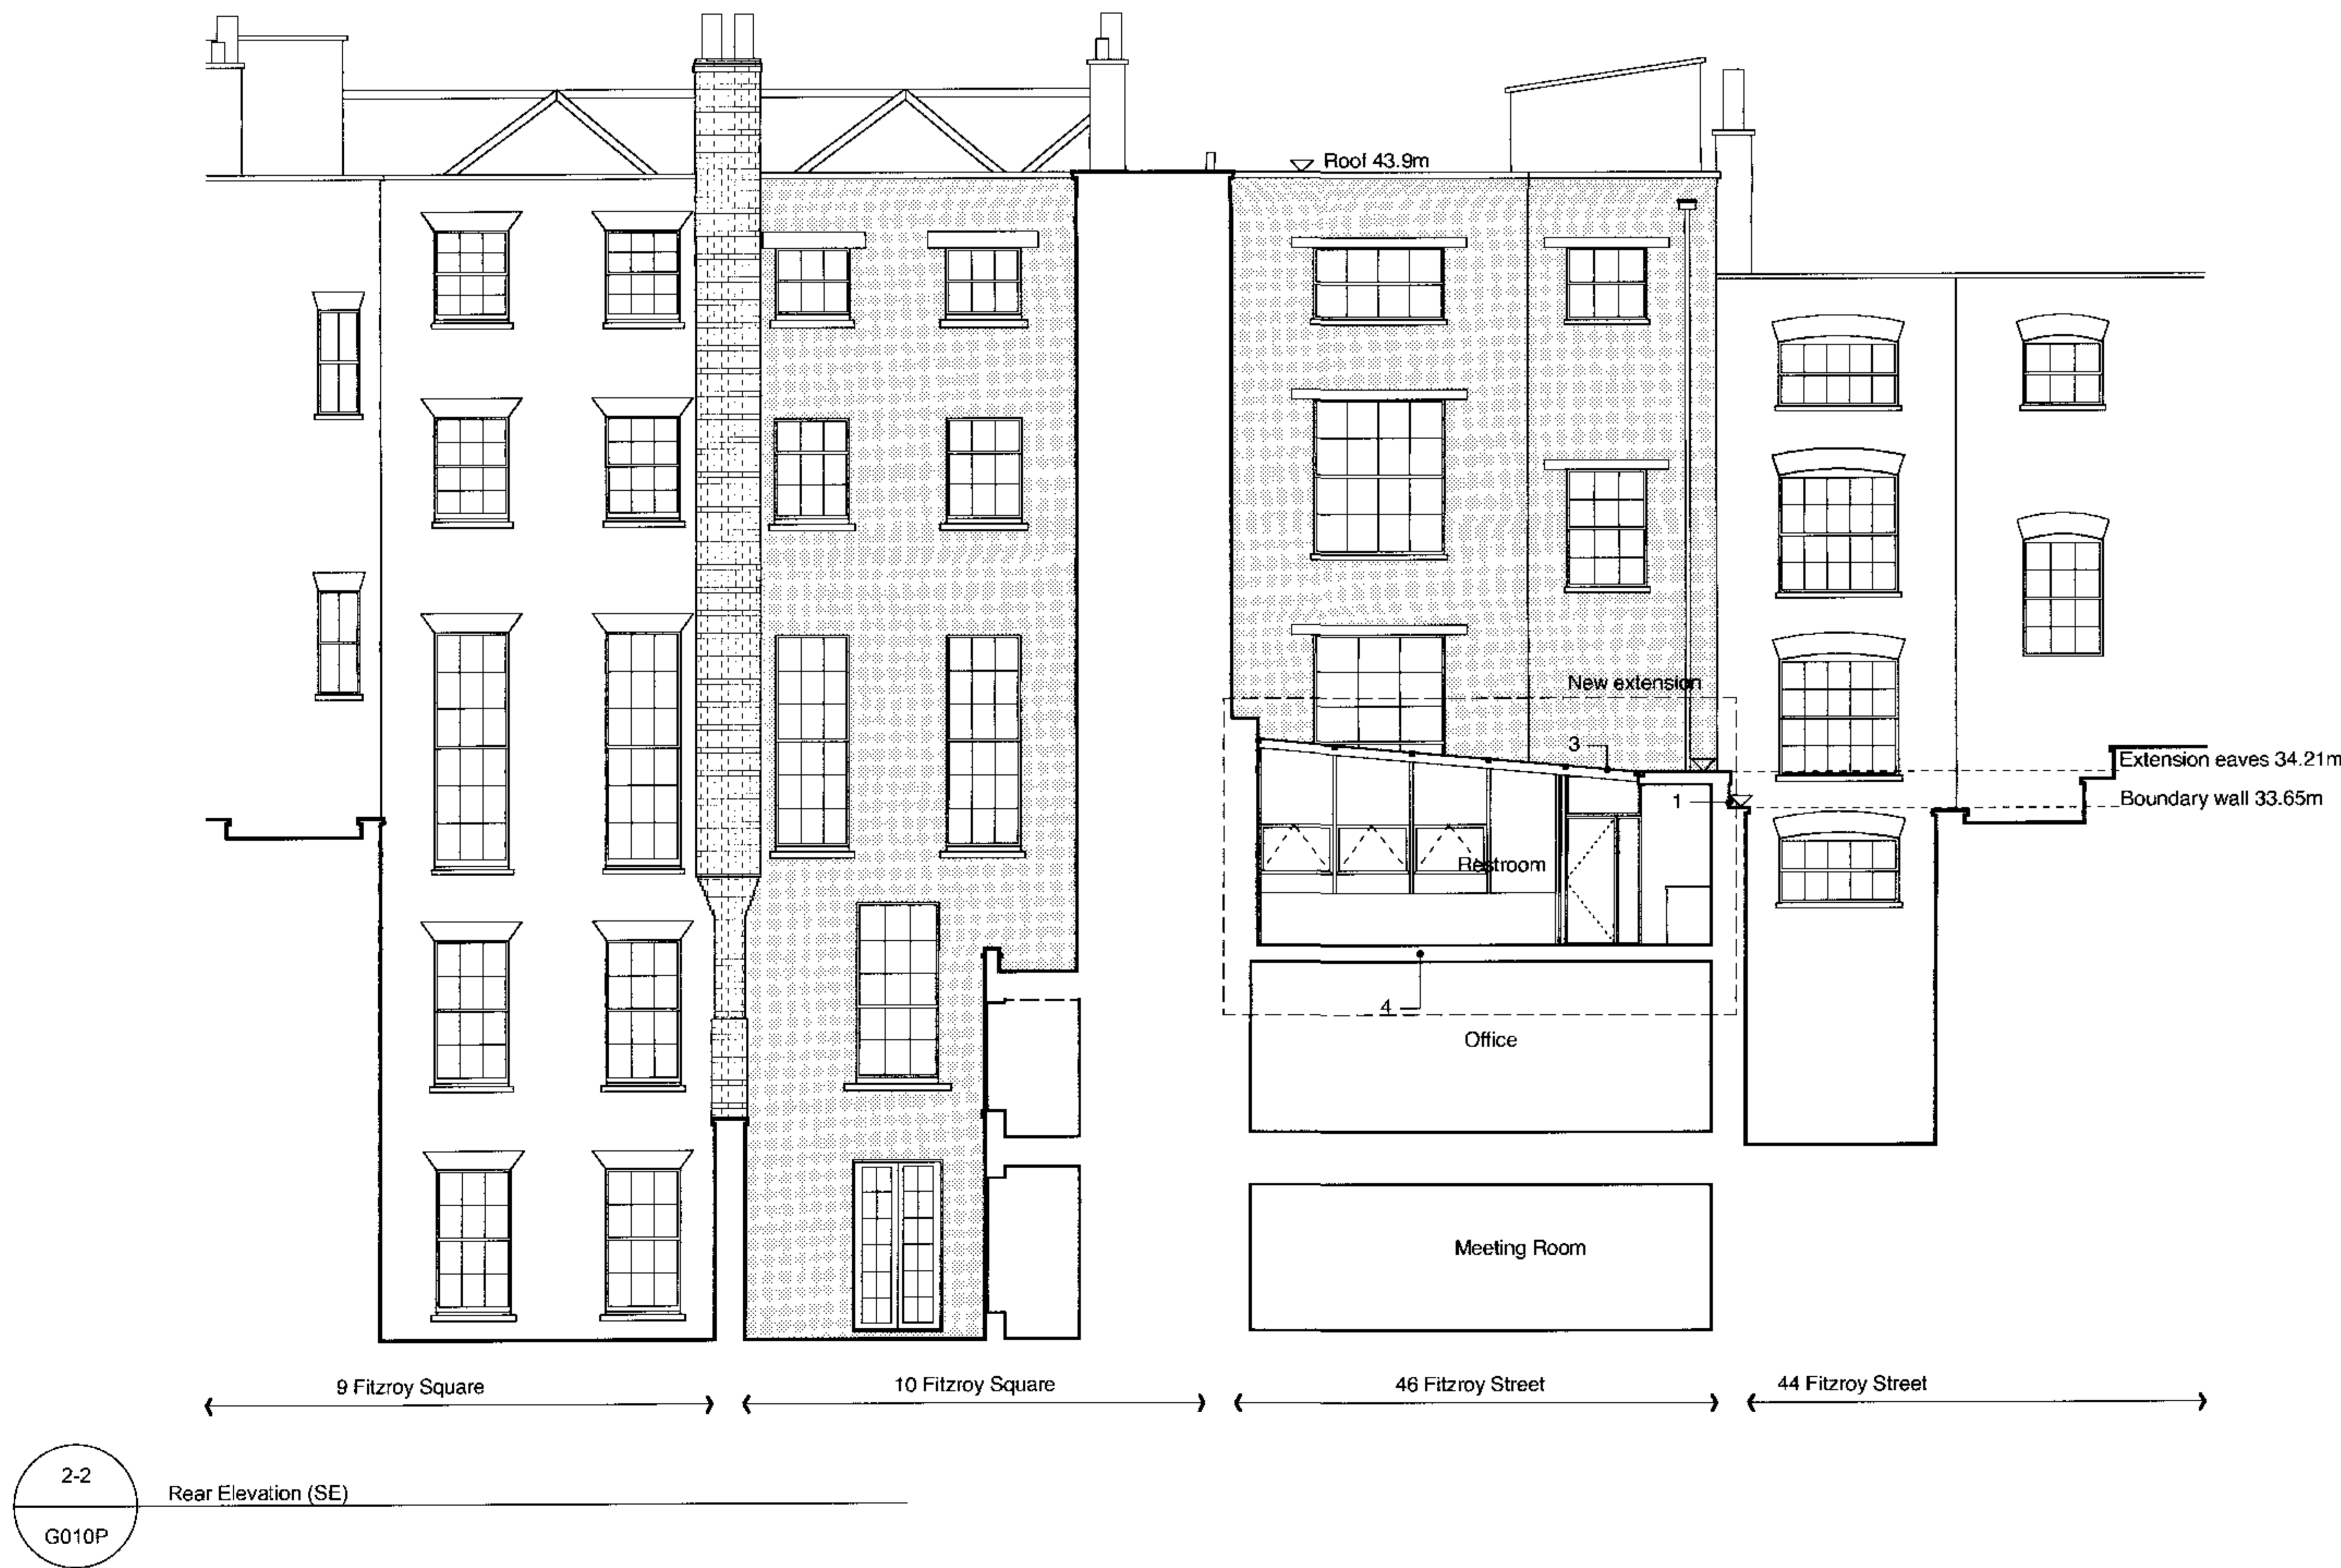 Roof 43.9m
New extension
3
Extension eaves 34.21m
1
Boundary wall 33.65m
Restroom
4
Office
Meeting Room
9 Fitzroy Square
10 Fitzroy Square
46 Fitzroy Street
44 Fitzroy Street
2-2
Rear Elevation (SE)
G010P